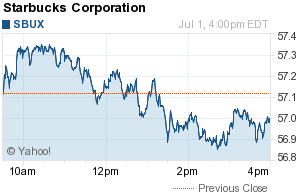 Starbucks Corporation
SBUX Jul 1, 4:00pm EDT
57.4
57.3
57.2
57.1
57.0
56.9
56.8
© Yahoo!
10am 12pm 2pm 4pm
Previous Close